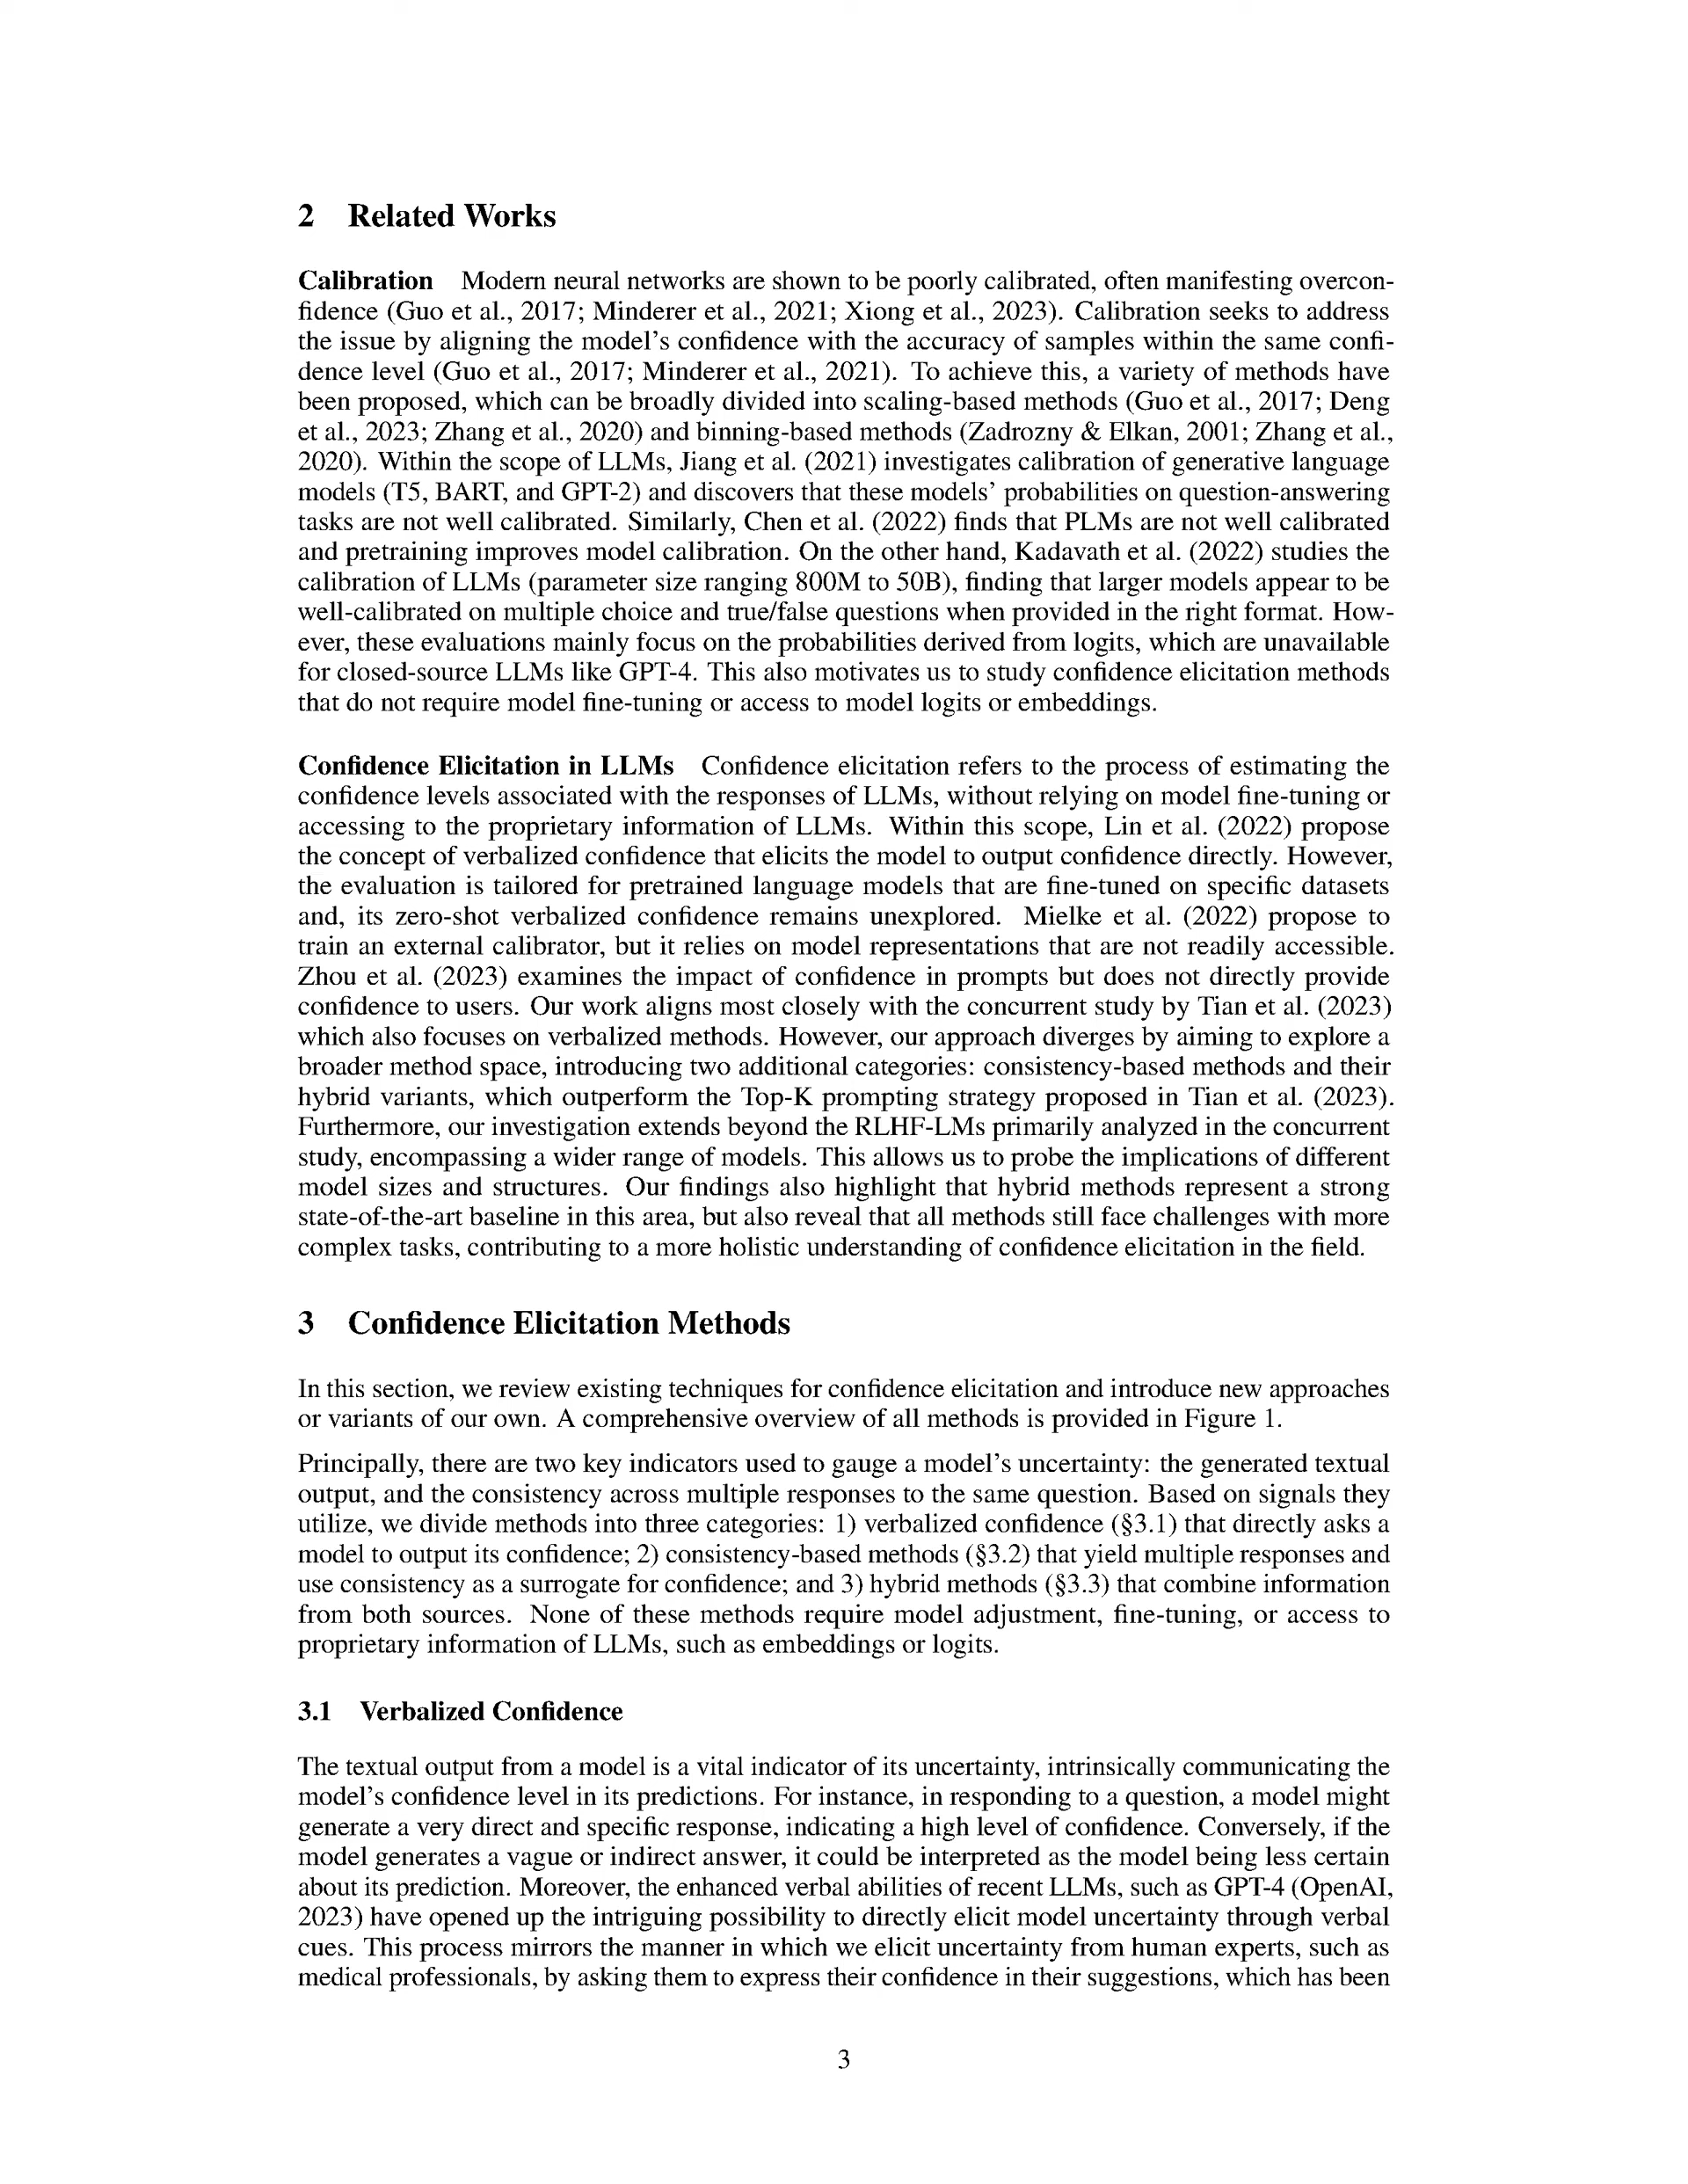 2 Related Works
Calibration Modern neural networks are shown to be poorly calibrated, often manifesting overcon-
fidence (Guo et al., 2017; Minderer et al., 2021; Xiong et al., 2023). Calibration seeks to address
the issue by aligning the model's confidence with the accuracy of samples within the same confi-
dence level (Guo et al., 2017; Minderer et al., 2021). To achieve this, a variety of methods have
been proposed, which can be broadly divided into scaling-based methods (Guo et al., 2017; Deng
et al., 2023; Zhang et al., 2020) and binning-based methods (Zadrozny & Elkan, 2001; Zhang et al.,
2020). Within the scope of LLMs, Jiang et al. (2021) investigates calibration of generative language
models (T5, BART, and GPT-2) and discovers that these models' probabilities on question-answering
tasks are not well calibrated. Similarly, Chen et al. (2022) finds that PLMs are not well calibrated
and pretraining improves model calibration. On the other hand, Kadavath et al. (2022) studies the
calibration of LLMs (parameter size ranging 800M to 50B), finding that larger models appear to be
well-calibrated on multiple choice and true/false questions when provided in the right format. How-
ever, these evaluations mainly focus on the probabilities derived from logits, which are unavailable
for closed-source LLMs like GPT-4. This also motivates us to study confidence elicitation methods
that do not require model fine-tuning or access to model logits or embeddings.
Confidence Elicitation in LLMs Confidence elicitation refers to the process of estimating the
confidence levels associated with the responses of LLMs, without relying on model fine-tuning or
accessing to the proprietary information of LLMs. Within this scope, Lin et al. (2022) propose
the concept of verbalized confidence that elicits the model to output confidence directly. However,
the evaluation is tailored for pretrained language models that are fine-tuned on specific datasets
and, its zero-shot verbalized confidence remains unexplored. Mielke et al. (2022) propose to
train an external calibrator, but it relies on model representations that are not readily accessible.
Zhou et al. (2023) examines the impact of confidence in prompts but does not directly provide
confidence to users. Our work aligns most closely with the concurrent study by Tian et al. (2023)
which also focuses on verbalized methods. However, our approach diverges by aiming to explore a
broader method space, introducing two additional categories: consistency-based methods and their
hybrid variants, which outperform the Top-K prompting strategy proposed in Tian et al. (2023).
Furthermore, our investigation extends beyond the RLHF-LMs primarily analyzed in the concurrent
study, encompassing a wider range of models. This allows us to probe the implications of different
model sizes and structures. Our findings also highlight that hybrid methods represent a strong
state-of-the-art baseline in this area, but also reveal that all methods still face challenges with more
complex tasks, contributing to a more holistic understanding of confidence elicitation in the field.
3 Confidence Elicitation Methods
In this section, we review existing techniques for confidence elicitation and introduce new approaches
or variants of our own. A comprehensive overview of all methods is provided in Figure 1.
Principally, there are two key indicators used to gauge a model's uncertainty: the generated textual
output, and the consistency across multiple responses to the same question. Based on signals they
utilize, we divide methods into three categories: 1) verbalized confidence (§3.1) that directly asks a
model to output its confidence; 2) consistency-based methods (§3.2) that yield multiple responses and
use consistency as a surrogate for confidence; and 3) hybrid methods (§3.3) that combine information
from both sources. None of these methods require model adjustment, fine-tuning, or access to
proprietary information of LLMs, such as embeddings or logits.
3.1 Verbalized Confidence
The textual output from a model is a vital indicator of its uncertainty, intrinsically communicating the
model's confidence level in its predictions. For instance, in responding to a question, a model might
generate a very direct and specific response, indicating a high level of confidence. Conversely, if the
model generates a vague or indirect answer, it could be interpreted as the model being less certain
about its prediction. Moreover, the enhanced verbal abilities of recent LLMs, such as GPT-4 (OpenAI,
2023) have opened up the intriguing possibility to directly elicit model uncertainty through verbal
cues. This process mirrors the manner in which we elicit uncertainty from human experts, such as
medical professionals, by asking them to express their confidence in their suggestions, which has been
3